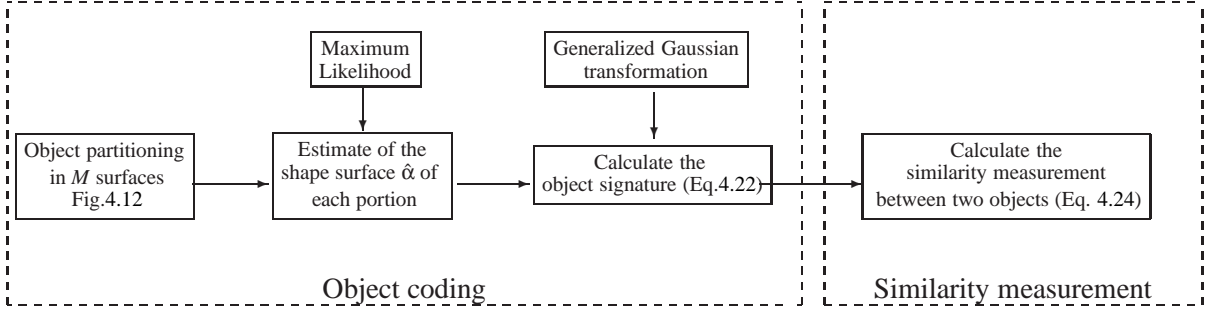 Maximum
Likelihood
Generalized Gaussian
transformation
Object partitioning
in M surfaces
Fig.4.12
Estimate of the
shape surface α̂ of
each portion
Calculate the
object signature (Eq.4.22)
Calculate the
similarity measurement
between two objects (Eq. 4.24)
Object coding
Similarity measurement